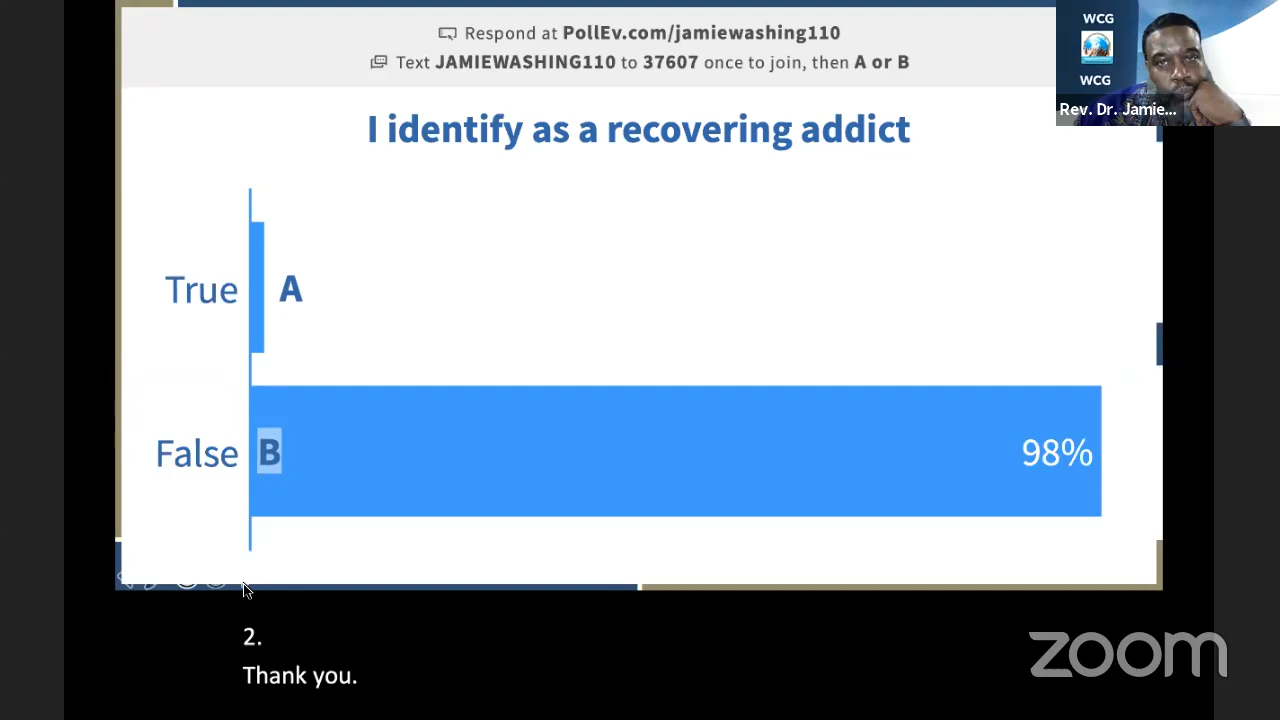 Respond at PollEv.com/jamiewashing110
Text JAMIEWASHING110 to 37607 once to join, then A or B
WCG
WCG
Rev. Dr. Jamie...
I identify as a recovering addict
True A
False B 98%
2.
Thank you.
zoom